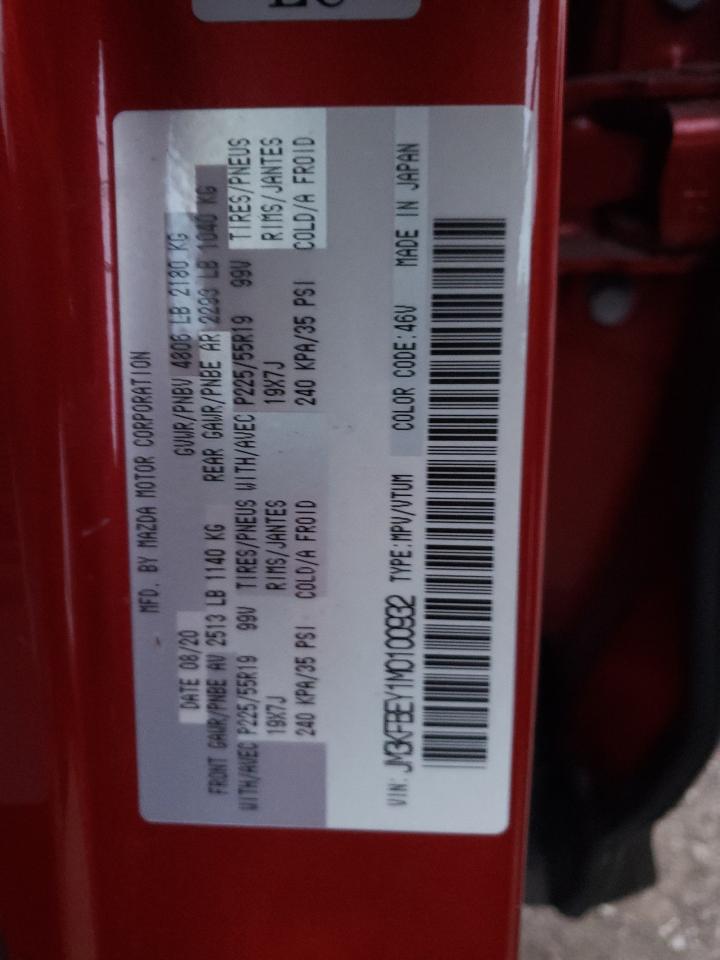 MFD. BY MAZDA MOTOR CORPORATION
DATE 08/20 GVWR/PNBV 4806 LB 2180 KG
FRONT GAWR/PNBE AV 2513 LB 1140 KG REAR GAWR/PNBE AR 2293 LB 1040 KG
WITH/AVEC P225/55R19 99V TIRES/PNEUS WITH/AVEC P225/55R19 99V TIRES/PNEUS
19X7J RIMS/JANTES 19X7J RIMS/JANTES
240 KPA/35 PSI COLD/A FROID 240 KPA/35 PSI COLD/A FROID
VIN: JM3KFBEY1M0100932 TYPE:MPV/VTUM COLOR CODE:46V MADE IN JAPAN